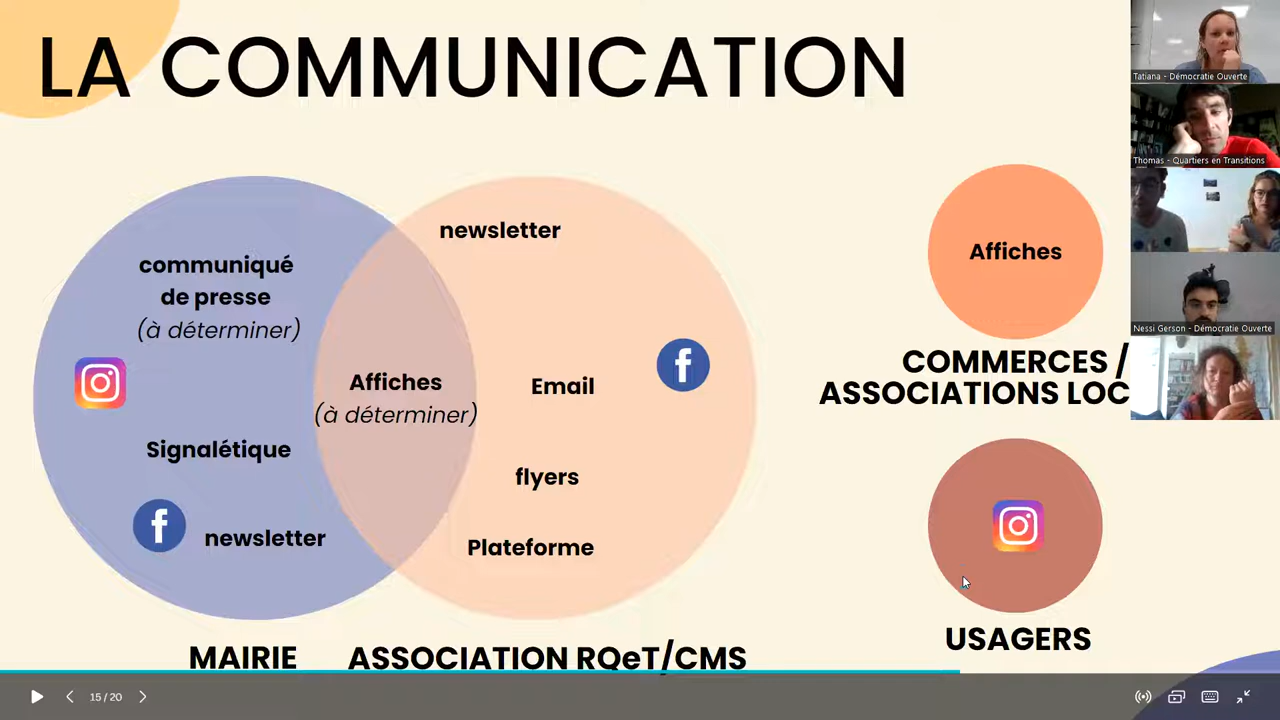 LA COMMUNICATION
communiqué
de presse
(à déterminer)
Signalétique
newsletter
Affiches
(à déterminer)
newsletter
Email
flyers
Plateforme
MAIRIE
ASSOCIATION RQeT/CMS
Affiches
COMMERCES /
ASSOCIATIONS LOC
USAGERS
Tatiana - Démocratie Ouverte
Thomas - Quartiers en Transitions
Nessi Gerson - Démocratie Ouverte
15 / 20